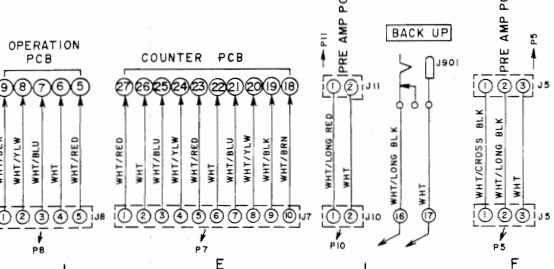 OPERATION
PCB
COUNTER PCB
P11
PRE AMP
BACK UP
J901
PRE AMP
P5
9 8 7 6 5
27 26 25 24 23 22 21 20 19 18
1 2 J11
1 2 3 J5
WHT/YLW
WHT/BLU
WHT
WHT/RED
WHT/RED
WHT
WHT/BLU
WHT/YLW
WHT/RED
WHT
WHT/BLU
WHT/YLW
WHT/BLK
WHT/BRN
WHT/LONG RED
WHT
WHT/LONG BLK
WHT
WHT/CROSS BLK
WHT/LONG BLK
WHT
1 2 3 4 5 J8
1 2 3 4 5 6 7 8 9 10 J7
1 2 J10
16 17
1 2 3 J5
P8
P7
P10
P5
E
F